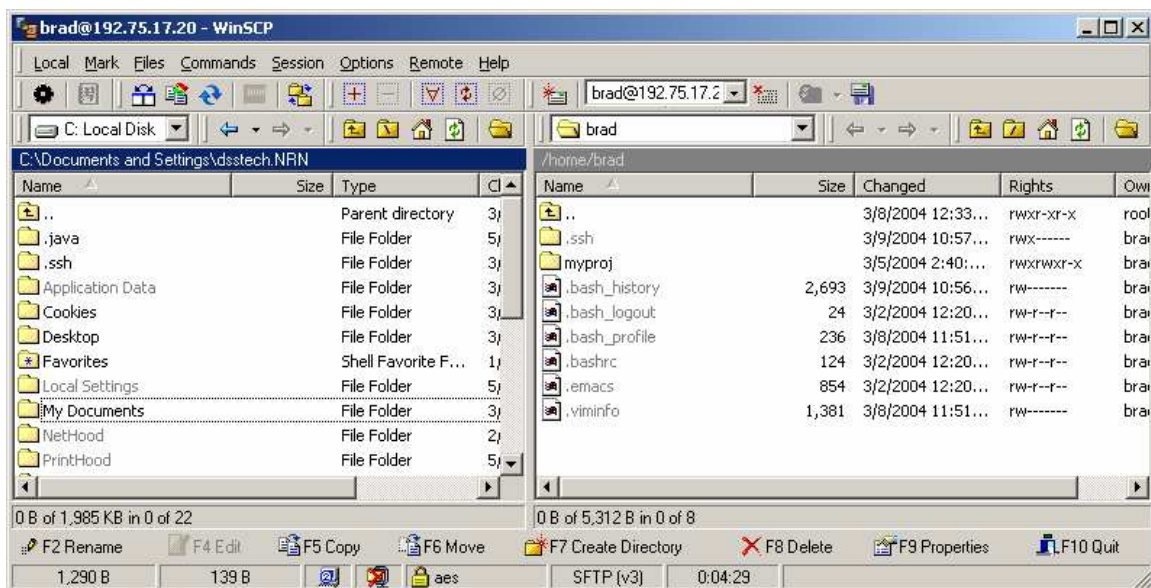 brad@192.75.17.20 - WinSCP
Local Mark Files Commands Session Options Remote Help
brad@192.75.17.2
C: Local Disk
brad
C:\Documents and Settings\dsstech.NRN
/home/brad
Name Size Type
Name Size Changed Rights
.. Parent directory
.. 3/8/2004 12:33... rwxr-xr-x
.java File Folder
.ssh 3/9/2004 10:57... rwx------
.ssh File Folder
myproj 3/5/2004 2:40:... rwxrwxr-x
Application Data File Folder
.bash_history 2,693 3/9/2004 10:56... rw-------
Cookies File Folder
.bash_logout 24 3/2/2004 12:20... rw-r--r--
Desktop File Folder
.bash_profile 236 3/8/2004 11:51... rw-r--r--
Favorites Shell Favorite F...
.bashrc 124 3/2/2004 12:20... rw-r--r--
Local Settings File Folder
.emacs 854 3/2/2004 12:20... rw-r--r--
My Documents File Folder
.viminfo 1,381 3/8/2004 11:51... rw-------
NetHood File Folder
PrintHood File Folder
0 B of 1,985 KB in 0 of 22
0 B of 5,312 B in 0 of 8
F2 Rename F4 Edit F5 Copy F6 Move F7 Create Directory F8 Delete F9 Properties F10 Quit
1,290 B 139 B aes SFTP (v3) 0:04:29